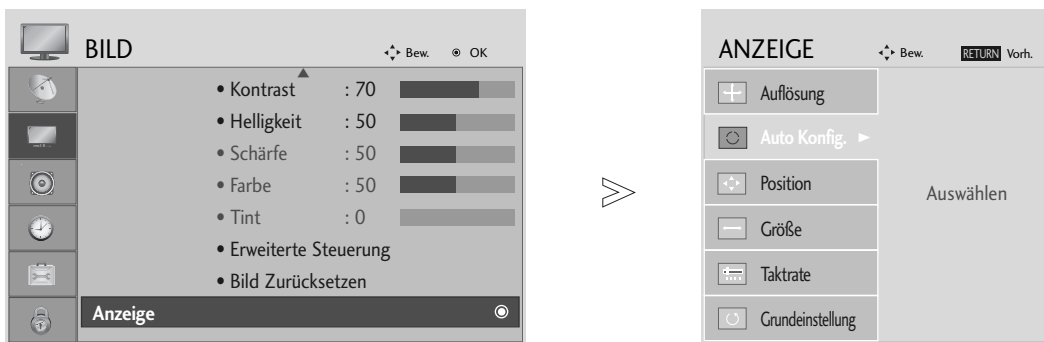 BILD Bew. OK
• Kontrast : 70
• Helligkeit : 50
• Schärfe : 50
• Farbe : 50
• Tint : 0
• Erweiterte Steuerung
• Bild Zurücksetzen
Anzeige
ANZEIGE Bew. RETURN Vorh.
Auflösung
Auto Konfig. ►
Position
Größe
Taktrate
Grundeinstellung
Auswählen